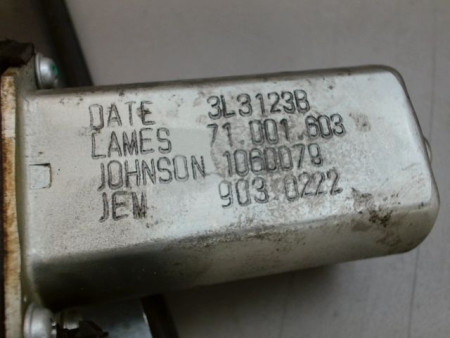 DATE 3L3123B
LAMES 71.001.603
JOHNSON 1060079
JEM 903.0222